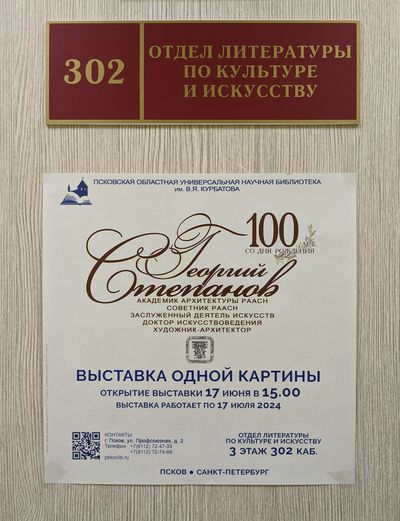 302
ОТДЕЛ ЛИТЕРАТУРЫ
ПО КУЛЬТУРЕ
И ИСКУССТВУ
ПСКОВСКАЯ ОБЛАСТНАЯ УНИВЕРСАЛЬНАЯ НАУЧНАЯ БИБЛИОТЕКА
ИМ. В.Я. КУРБАТОВА
100 ЛЕТ
СО ДНЯ РОЖДЕНИЯ
Георгий
Степанов
АКАДЕМИК АРХИТЕКТУРЫ РААСН
СОВЕТНИК РААСН
ЗАСЛУЖЕННЫЙ ДЕЯТЕЛЬ ИСКУССТВ
ДОКТОР ИСКУССТВОВЕДЕНИЯ
ХУДОЖНИК-АРХИТЕКТОР
ВЫСТАВКА ОДНОЙ КАРТИНЫ
ОТКРЫТИЕ ВЫСТАВКИ 17 ИЮНЯ В 15.00
ВЫСТАВКА РАБОТАЕТ ПО 17 ИЮЛЯ 2024
КОНТАКТЫ
г. Псков, ул. Профсоюзная, д. 2
Телефон +7(8112) 72-47-35
+7(8112) 72-74-69
pskovlib.ru
ОТДЕЛ ЛИТЕРАТУРЫ
ПО КУЛЬТУРЕ И ИСКУССТВУ
3 ЭТАЖ 302 КАБ.
ПСКОВ ● САНКТ-ПЕТЕРБУРГ